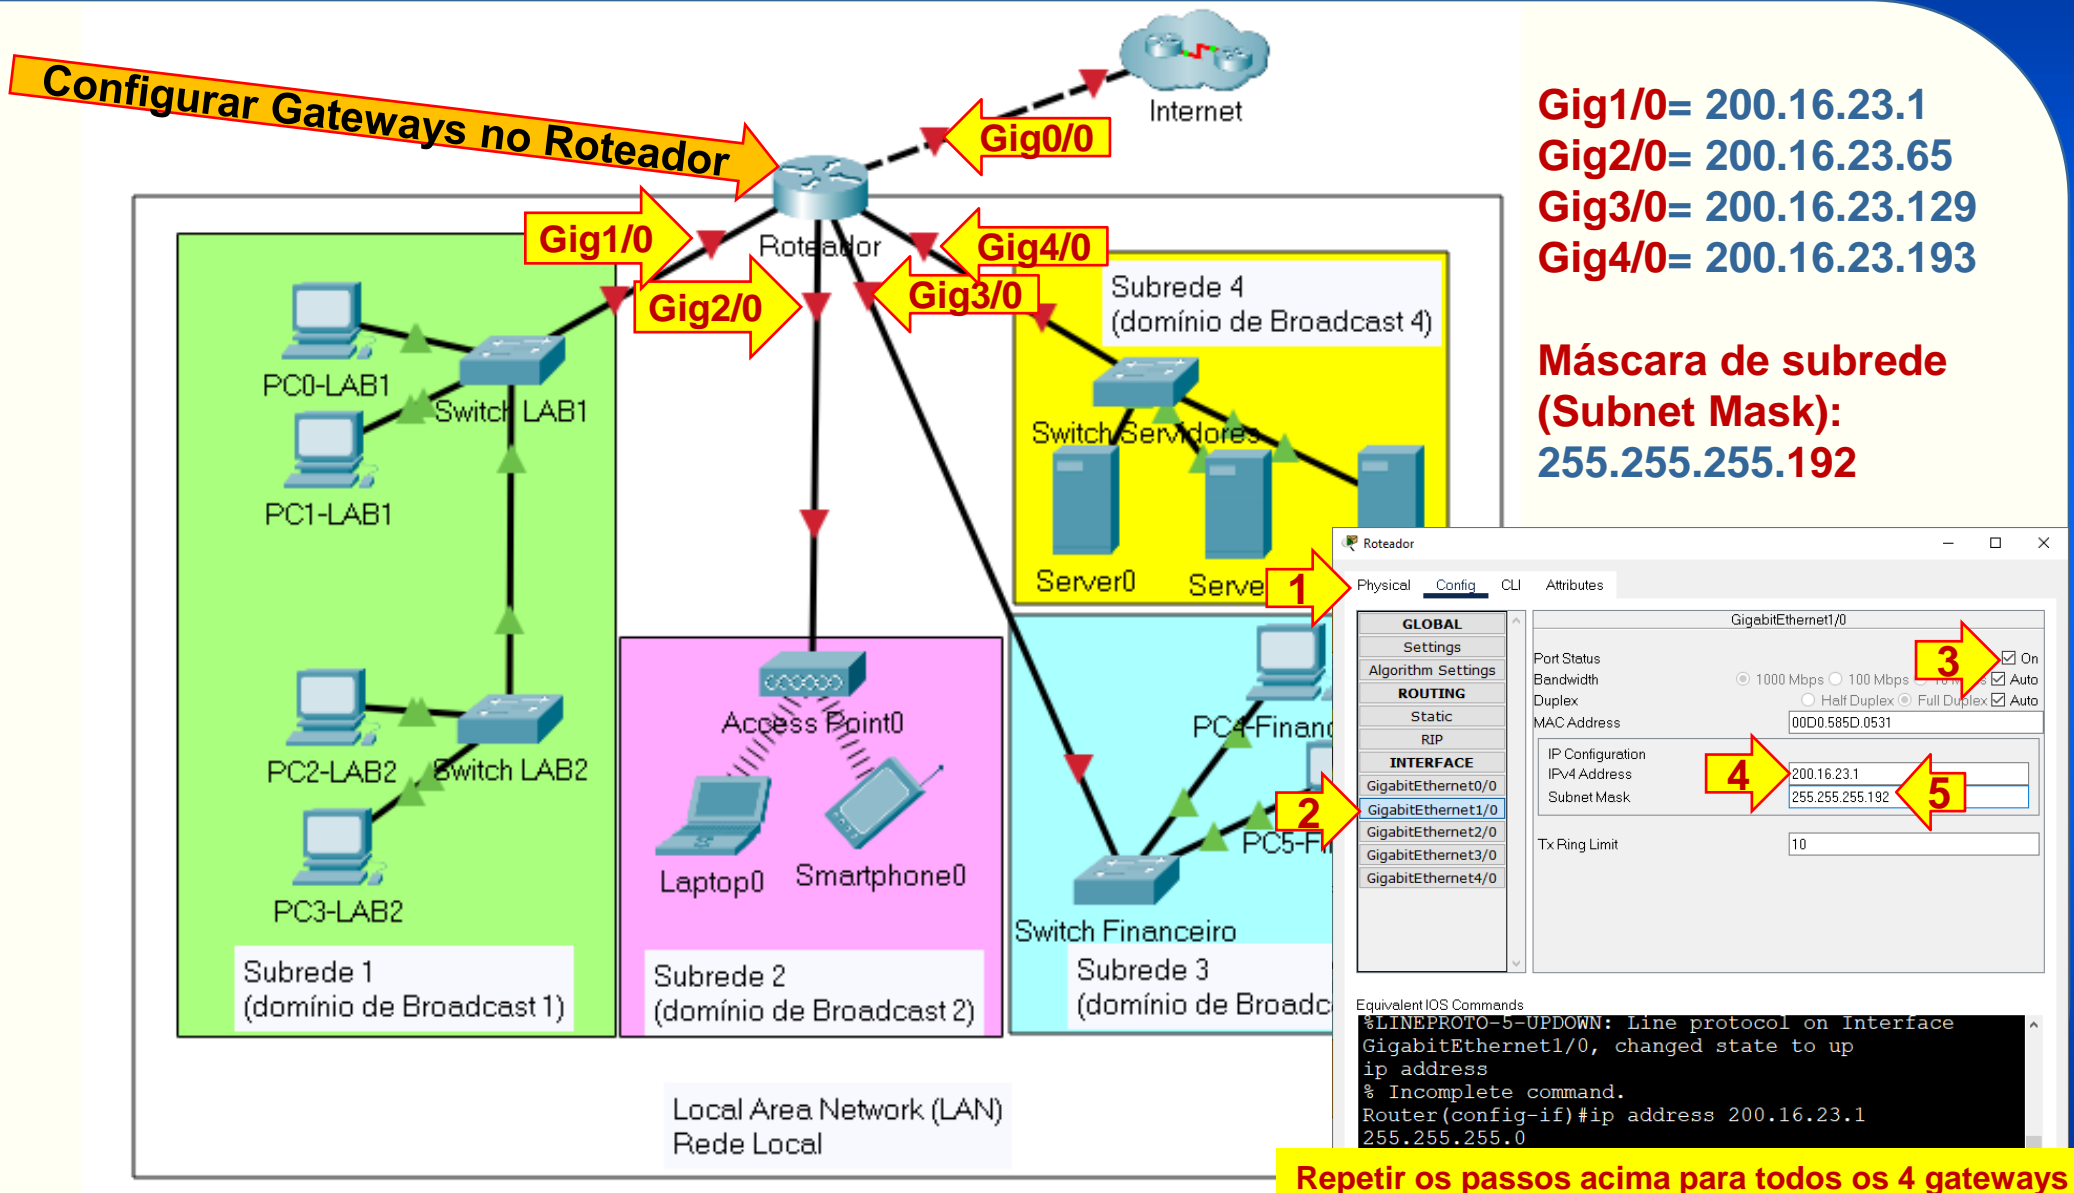 Configurar Gateways no Roteador
Internet
Gig0/0
Gig1/0= 200.16.23.1
Gig2/0= 200.16.23.65
Gig3/0= 200.16.23.129
Gig4/0= 200.16.23.193
Máscara de subrede
(Subnet Mask):
255.255.255.192
Gig1/0
Roteador
Gig4/0
Gig2/0
Gig3/0
Subrede 4
(domínio de Broadcast 4)
PC0-LAB1
Switch LAB1
PC1-LAB1
Switch Servidores
Server0
PC2-LAB2
Switch LAB2
PC3-LAB2
Access Point0
Laptop0
Smartphone0
Switch Financeiro
Subrede 1
(domínio de Broadcast 1)
Subrede 2
(domínio de Broadcast 2)
Subrede 3
(domínio de
Local Area Network (LAN)
Rede Local
Roteador
1
Physical Config CLI Attributes
GLOBAL
Settings
Algorithm Settings
ROUTING
Static
RIP
INTERFACE
GigabitEthernet0/0
2
GigabitEthernet1/0
GigabitEthernet2/0
GigabitEthernet3/0
GigabitEthernet4/0
GigabitEthernet1/0
Port Status
3
On
Bandwidth
1000 Mbps
100 Mbps
Auto
Duplex
Half Duplex
Full Duplex
Auto
MAC Address
00D0.585D.0531
IP Configuration
IPv4 Address
4
200.16.23.1
Subnet Mask
255.255.255.192
5
Tx Ring Limit
10
Equivalent IOS Commands
%LINEPROTO-5-UPDOWN: Line protocol on Interface
GigabitEthernet1/0, changed state to up
ip address
% Incomplete command.
Router(config-if)#ip address 200.16.23.1
255.255.255.0
Repetir os passos acima para todos os 4 gateways